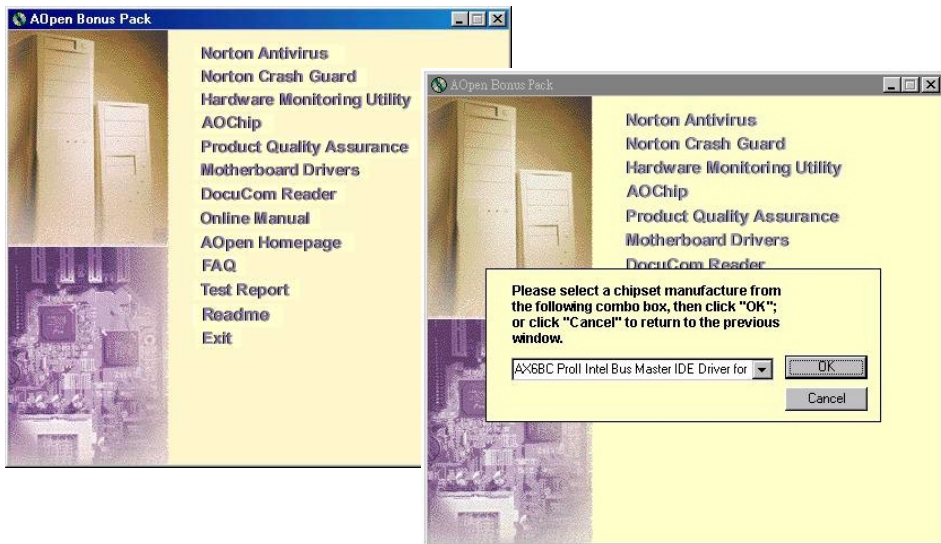 AOpen Bonus Pack
Norton Antivirus
Norton Crash Guard
Hardware Monitoring Utility
AOChip
Product Quality Assurance
Motherboard Drivers
DocuCom Reader
Online Manual
AOpen Homepage
FAQ
Test Report
Readme
Exit
AOpen Bonus Pack
Norton Antivirus
Norton Crash Guard
Hardware Monitoring Utility
AOChip
Product Quality Assurance
Motherboard Drivers
DocuCom Reader
Please select a chipset manufacture from
the following combo box, then click "OK";
or click "Cancel" to return to the previous
window.
AX6BC ProII Intel Bus Master IDE Driver for
OK
Cancel